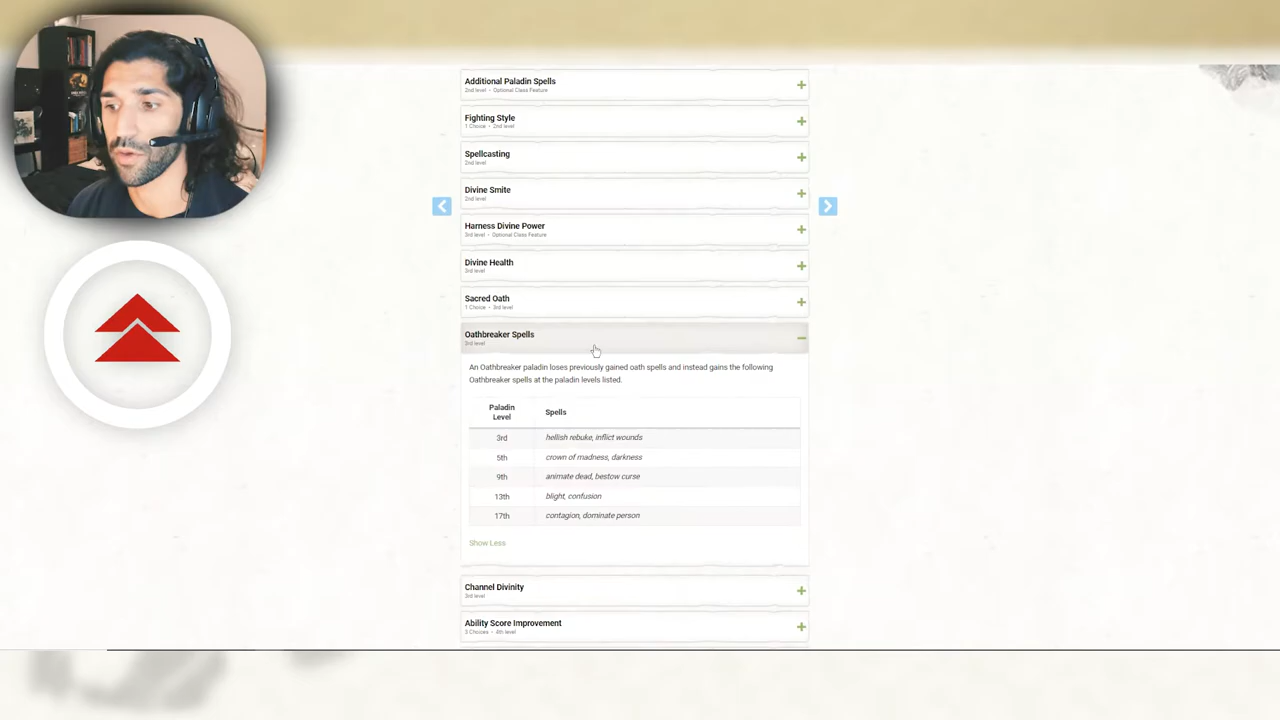 Additional Paladin Spells
2nd level • Optional Class Feature
Fighting Style
1 Choice • 2nd level
Spellcasting
2nd level
Divine Smite
2nd level
Harness Divine Power
3rd level • Optional Class Feature
Divine Health
3rd level
Sacred Oath
1 Choice • 3rd level
Oathbreaker Spells
3rd level
An Oathbreaker paladin loses previously gained oath spells and instead gains the following
Oathbreaker spells at the paladin levels listed.
Paladin
Level
Spells
3rd hellish rebuke, inflict wounds
5th crown of madness, darkness
9th animate dead, bestow curse
13th blight, confusion
17th contagion, dominate person
Show Less
Channel Divinity
3rd level
Ability Score Improvement
3 Choices • 4th level